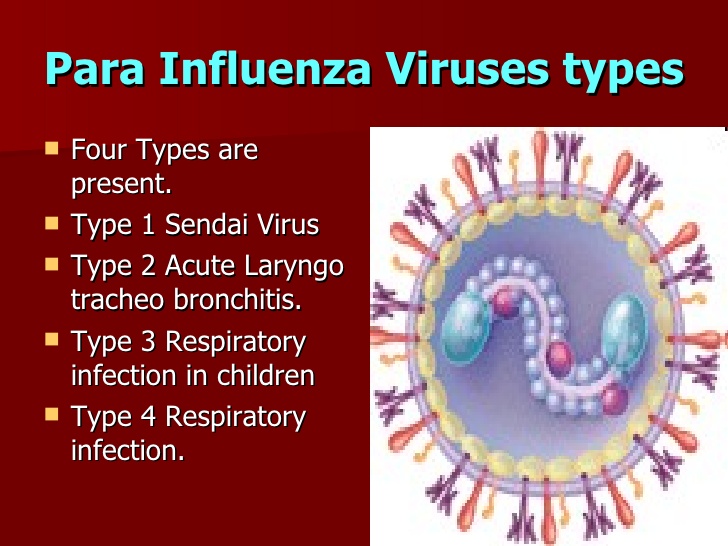 Para Influenza Viruses types
Four Types are
present.
Type 1 Sendai Virus
Type 2 Acute Laryngo
tracheo bronchitis.
Type 3 Respiratory
infection in children
Type 4 Respiratory
infection.